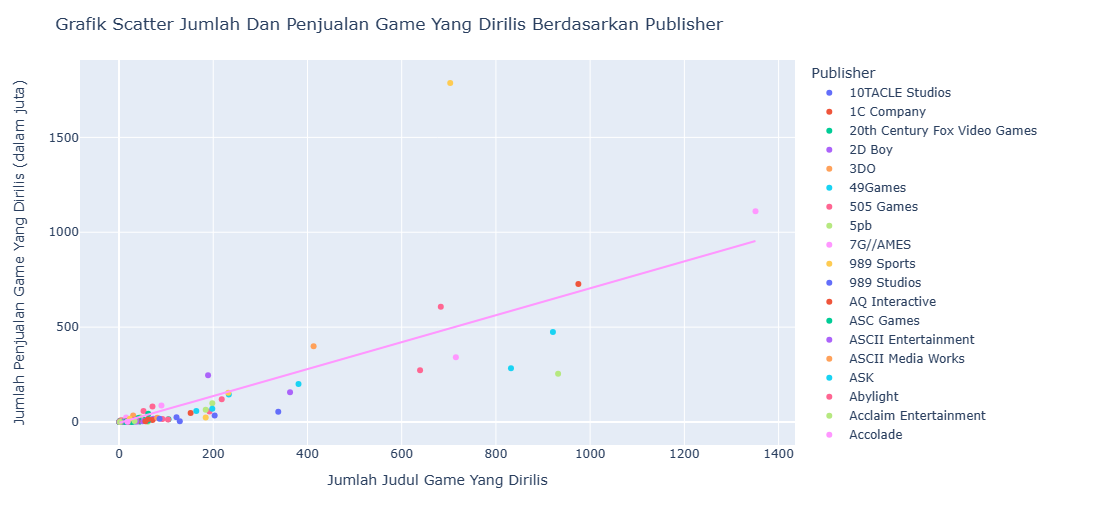 Grafik Scatter Jumlah Dan Penjualan Game Yang Dirilis Berdasarkan Publisher
Jumlah Penjualan Game Yang Dirilis (dalam juta)
1500
1000
500
0
0 200 400 600 800 1000 1200 1400
Jumlah Judul Game Yang Dirilis
Publisher
10TACLE Studios
1C Company
20th Century Fox Video Games
2D Boy
3DO
49Games
505 Games
5pb
7G//AMES
989 Sports
989 Studios
AQ Interactive
ASC Games
ASCII Entertainment
ASCII Media Works
ASK
Abylight
Acclaim Entertainment
Accolade